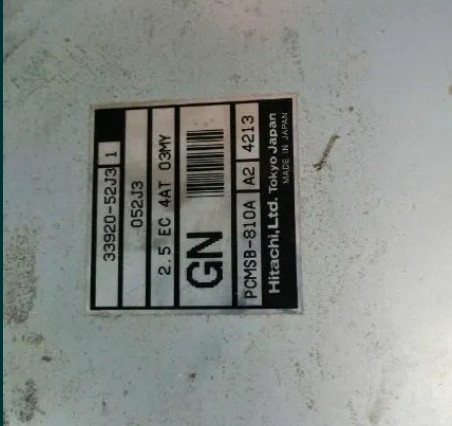 33920-52J3 1
052J3
2.5 EC 4AT 03MY
GN
PCMSB-810A A2 4213
Hitachi,Ltd. Tokyo Japan
MADE IN JAPAN